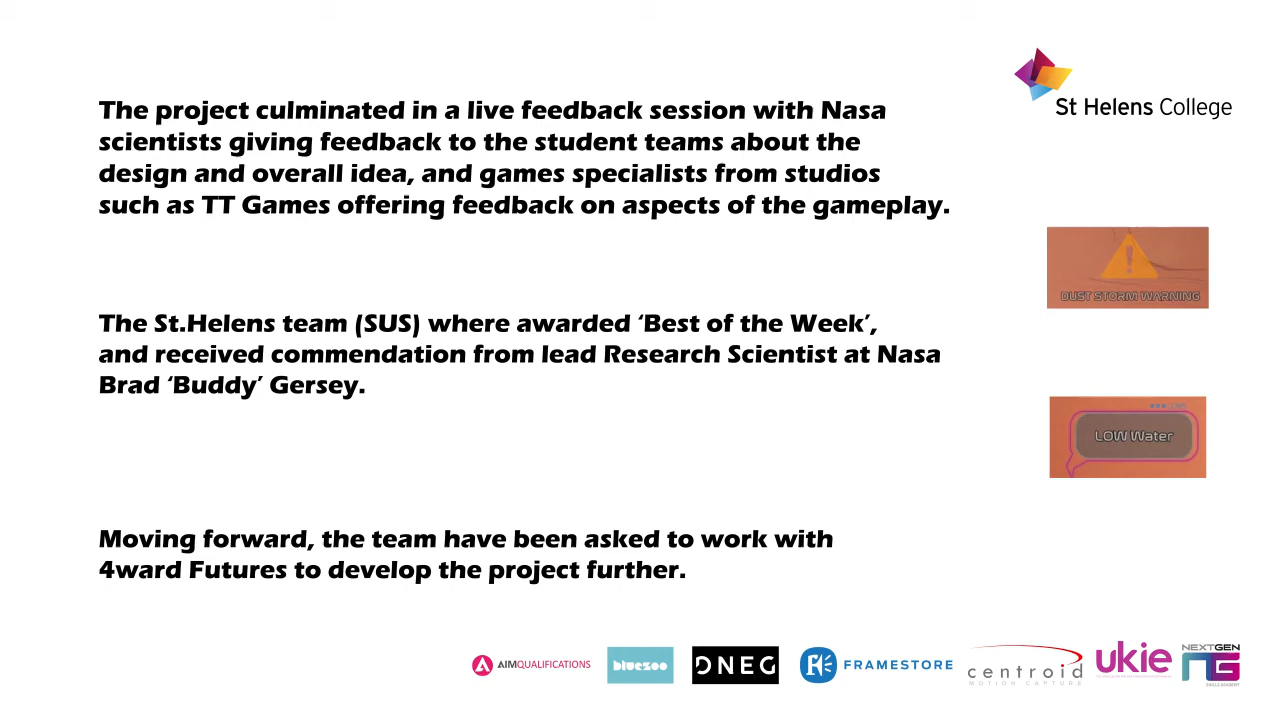 The project culminated in a live feedback session with Nasa
scientists giving feedback to the student teams about the
design and overall idea, and games specialists from studios
such as TT Games offering feedback on aspects of the gameplay.
The St.Helens team (SUS) where awarded ‘Best of the Week’,
and received commendation from lead Research Scientist at Nasa
Brad ‘Buddy’ Gersey.
Moving forward, the team have been asked to work with
4ward Futures to develop the project further.
St Helens College
DUST STORM WARNING
LOW Water
AIMQUALIFICATIONS
bluezoo
DNEG
FRAMESTORE
centroid
MOTION CAPTURE
ukie
NEXTGEN
SKILLS ACADEMY